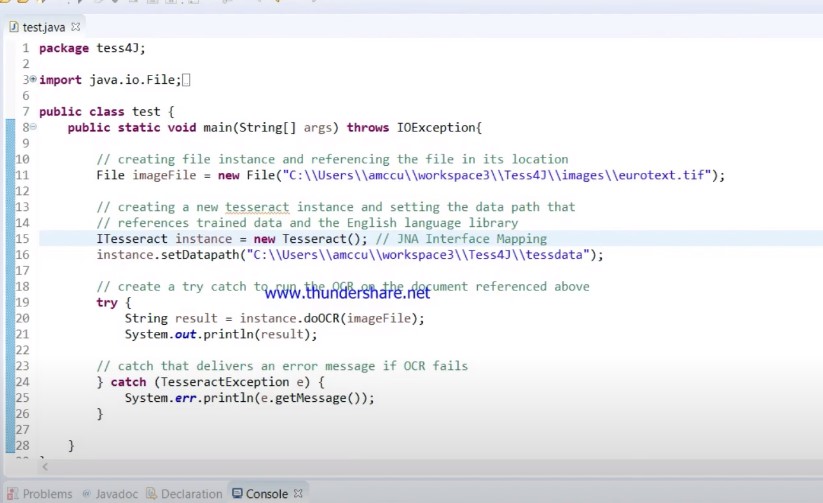 test.java
1 package tess4J;
2
3 import java.io.File;
6
7 public class test {
8 public static void main(String[] args) throws IOException{
9
10 // creating file instance and referencing the file in its location
11 File imageFile = new File("C:\\Users\\amccu\\workspace3\\Tess4J\\images\\eurotext.tif");
12
13 // creating a new tesseract instance and setting the data path that
14 // references trained data and the English language library
15 ITesseract instance = new Tesseract(); // JNA Interface Mapping
16 instance.setDatapath("C:\\Users\\amccu\\workspace3\\Tess4J\\tessdata");
17
18 // create a try catch to run the OCR on the document referenced above
www.thundershare.net
19 try {
20 String result = instance.doOCR(imageFile);
21 System.out.println(result);
22
23 // catch that delivers an error message if OCR fails
24 } catch (TesseractException e) {
25 System.err.println(e.getMessage());
26 }
27
28 }
Problems Javadoc Declaration Console